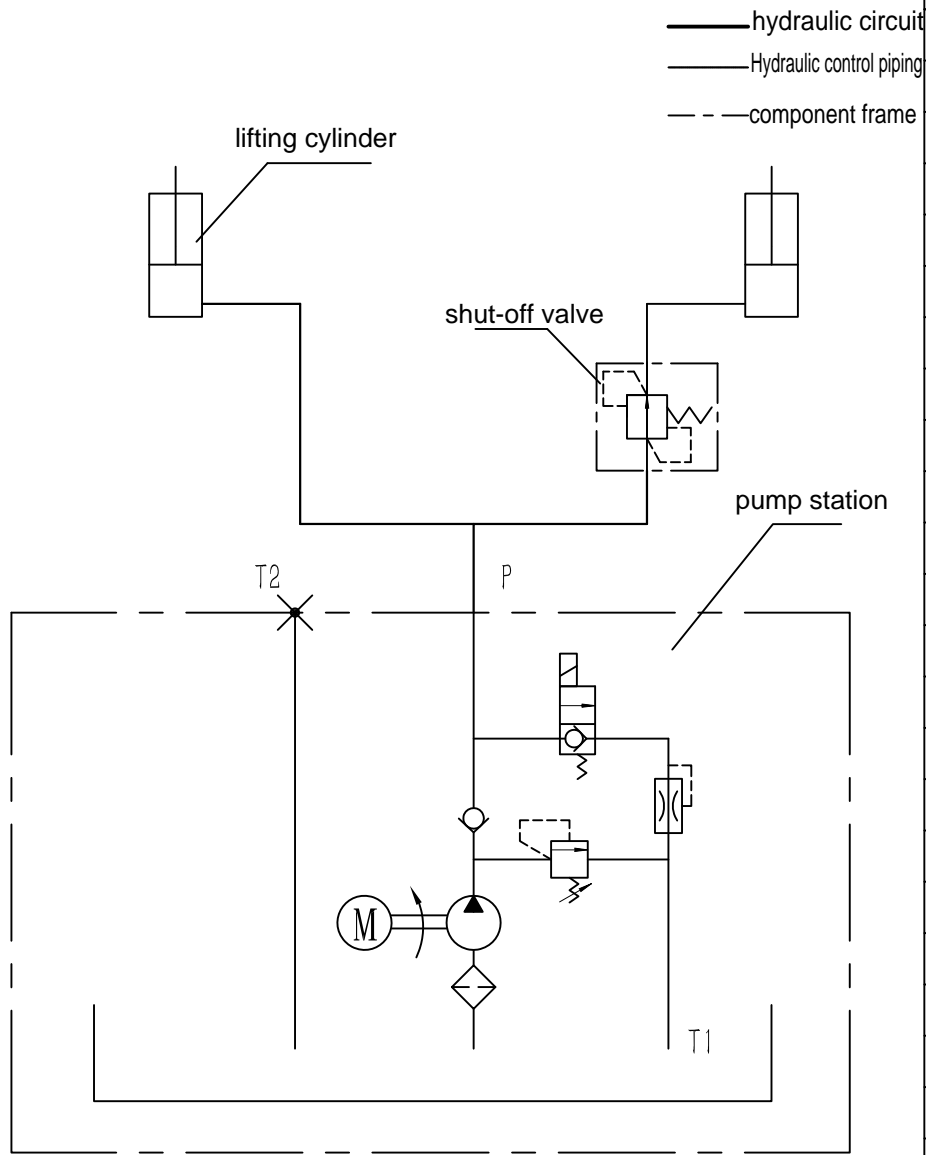 hydraulic circuit
Hydraulic control piping
component frame
lifting cylinder
shut-off valve
pump station
T2
P
M
T1